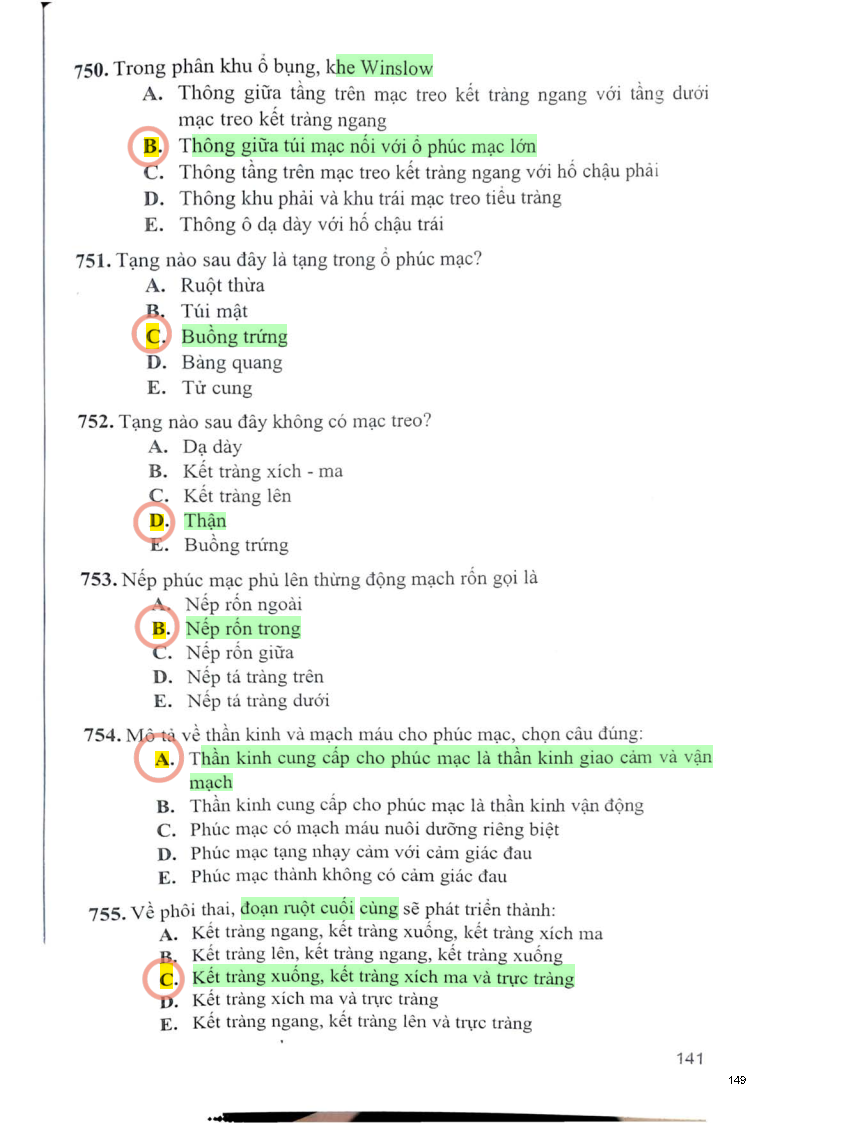 750. Trong phân khu ổ bụng, khe Winslow
A. Thông giữa tầng trên mạc treo kết tràng ngang với tầng dưới
mạc treo kết tràng ngang
B. Thông giữa túi mạc nối với ổ phúc mạc lớn
C. Thông tầng trên mạc treo kết tràng ngang với hố chậu phải
D. Thông khu phải và khu trái mạc treo tiểu tràng
E. Thông ô dạ dày với hố chậu trái
751. Tạng nào sau đây là tạng trong ổ phúc mạc?
A. Ruột thừa
B. Túi mật
C. Buồng trứng
D. Bàng quang
E. Tử cung
752. Tạng nào sau đây không có mạc treo?
A. Dạ dày
B. Kết tràng xích - ma
C. Kết tràng lên
D. Thận
E. Buồng trứng
753. Nếp phúc mạc phủ lên thừng động mạch rốn gọi là
A. Nếp rốn ngoài
B. Nếp rốn trong
C. Nếp rốn giữa
D. Nếp tá tràng trên
E. Nếp tá tràng dưới
754. Mô tả về thần kinh và mạch máu cho phúc mạc, chọn câu đúng:
A. Thần kinh cung cấp cho phúc mạc là thần kinh giao cảm và vận
mạch
B. Thần kinh cung cấp cho phúc mạc là thần kinh vận động
C. Phúc mạc có mạch máu nuôi dưỡng riêng biệt
D. Phúc mạc tạng nhạy cảm với cảm giác đau
E. Phúc mạc thành không có cảm giác đau
755. Về phôi thai, đoạn ruột cuối cùng sẽ phát triển thành:
A. Kết tràng ngang, kết tràng xuống, kết tràng xích ma
B. Kết tràng lên, kết tràng ngang, kết tràng xuống
C. Kết tràng xuống, kết tràng xích ma và trực tràng
D. Kết tràng xích ma và trực tràng
E. Kết tràng ngang, kết tràng lên và trực tràng
141
149